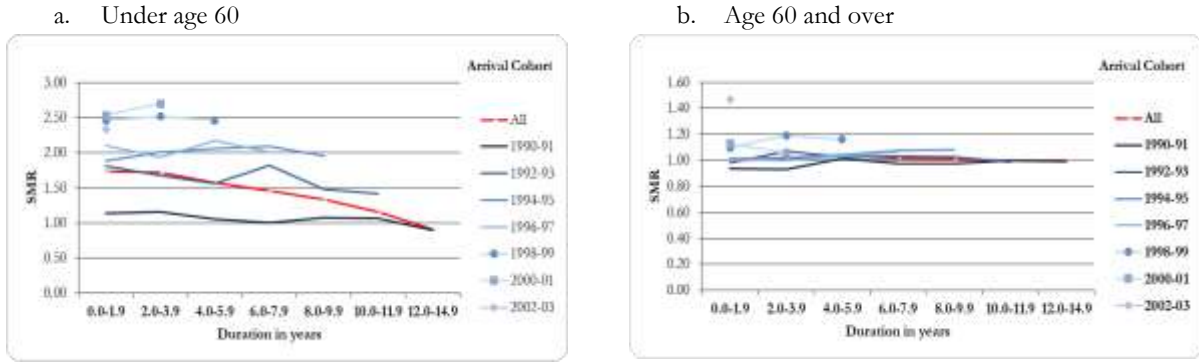 a. Under age 60
Arrival Cohort
3.00
2.50
2.00
1.50
1.00
0.50
0.00
SMR
0.0-1.9 2.0-3.9 4.0-5.9 6.0-7.9 8.0-9.9 10.0-11.9 12.0-14.9
Duration in years
All
1990-91
1992-93
1994-95
1996-97
1998-99
2000-01
2002-03
b. Age 60 and over
Arrival Cohort
1.60
1.40
1.20
1.00
0.80
0.60
0.40
0.20
0.00
SMR
0.0-1.9 2.0-3.9 4.0-5.9 6.0-7.9 8.0-9.9 10.0-11.9 12.0-14.9
Duration in years
All
1990-91
1992-93
1994-95
1996-97
1998-99
2000-01
2002-03